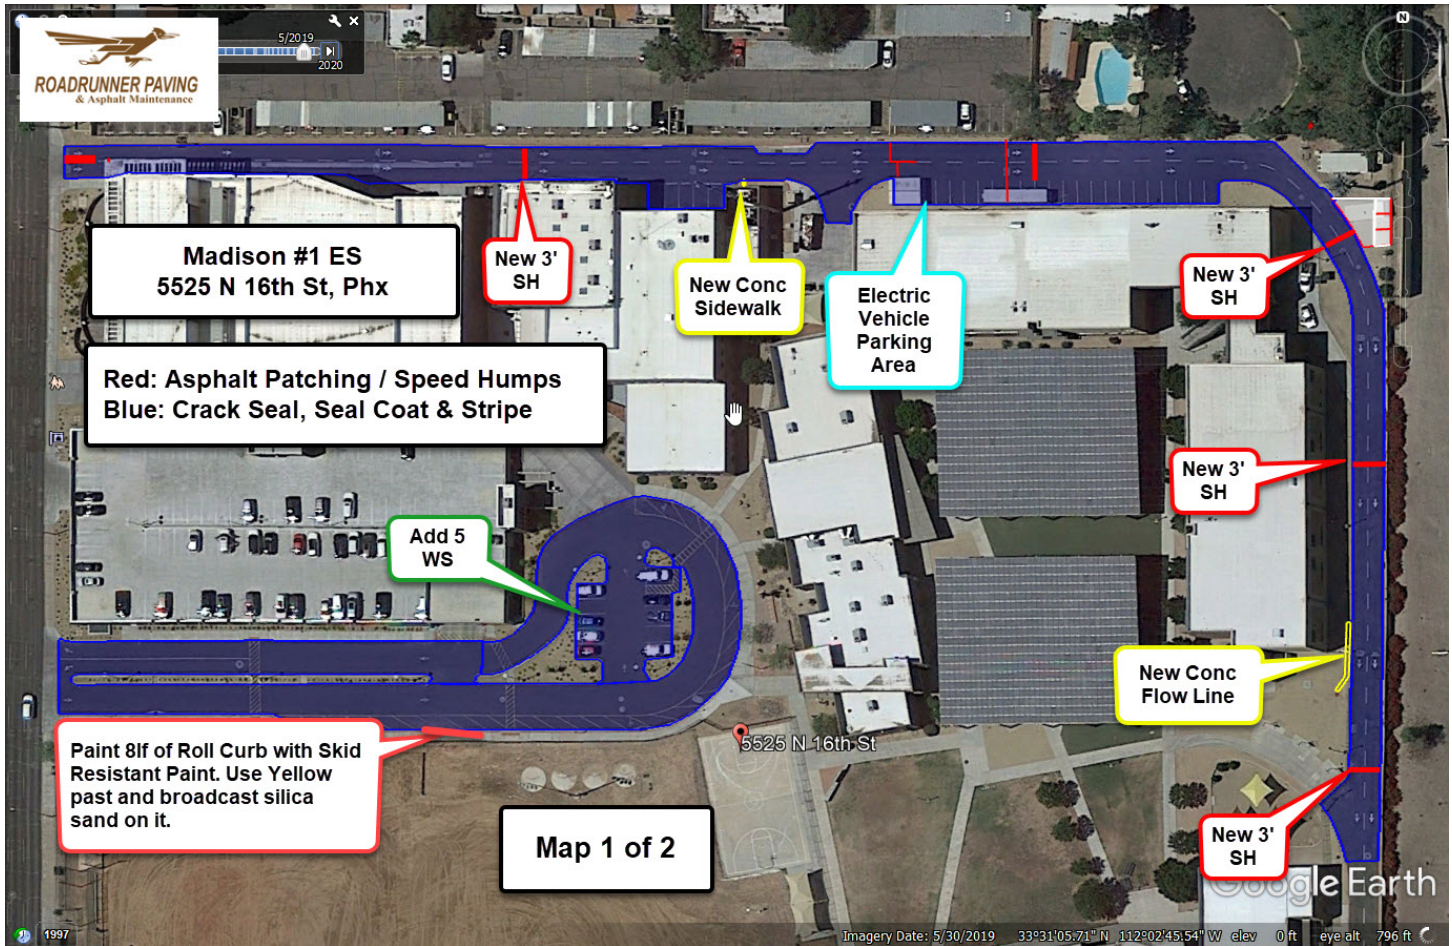 5/2019
2020
ROADRUNNER PAVING
& Asphalt Maintenance
N
Madison #1 ES
5525 N 16th St, Phx
New 3'
SH
New Conc
Sidewalk
Electric
Vehicle
Parking
Area
New 3'
SH
Red: Asphalt Patching / Speed Humps
Blue: Crack Seal, Seal Coat & Stripe
New 3'
SH
Add 5
WS
New Conc
Flow Line
Paint 8lf of Roll Curb with Skid
Resistant Paint. Use Yellow
past and broadcast silica
sand on it.
5525 N 16th St
Map 1 of 2
New 3'
SH
Google Earth
1997
Imagery Date: 5/30/2019 33°31'05.71" N 112°02'45.54" W elev 0 ft eye alt 796 ft